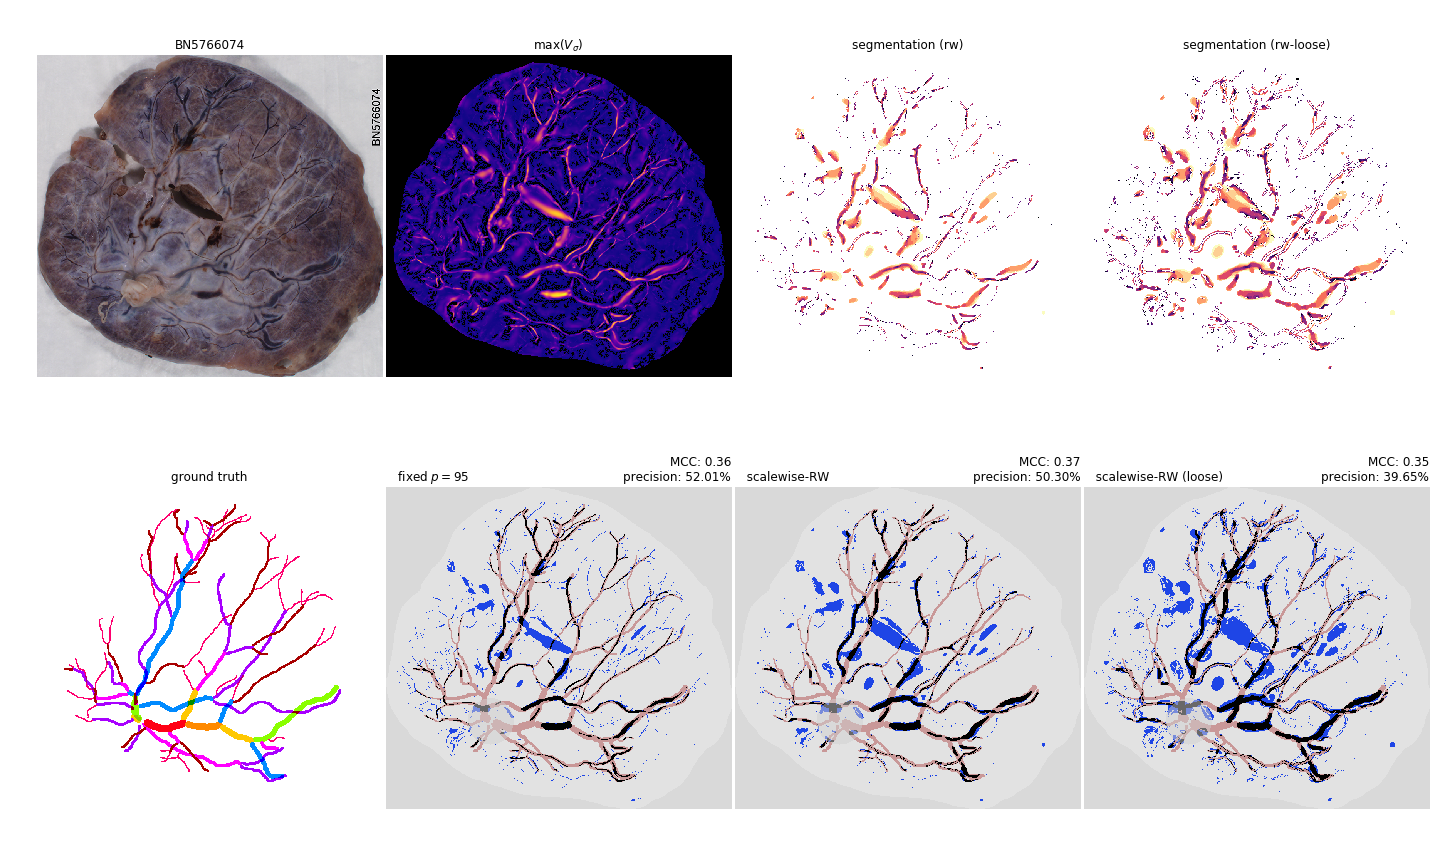 BN5766074
max(Vσ)
segmentation (rw)
segmentation (rw-loose)
BN5766074
ground truth
fixed p = 95
MCC: 0.36
precision: 52.01%
scalewise-RW
MCC: 0.37
precision: 50.30%
scalewise-RW (loose)
MCC: 0.35
precision: 39.65%